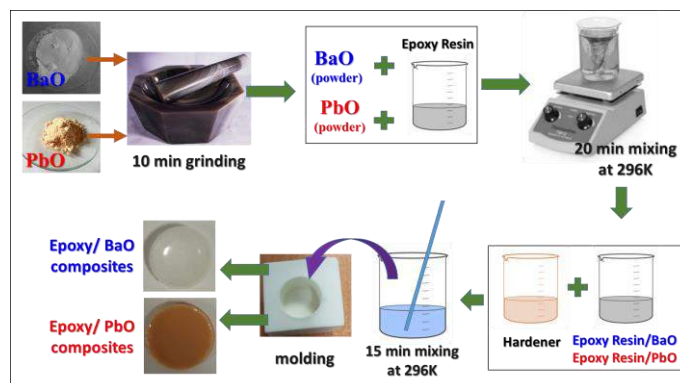 BaO
PbO
10 min grinding
BaO
(powder)
PbO
(powder)
Epoxy Resin
20 min mixing
at 296K
Epoxy/ BaO
composites
Epoxy/ PbO
composites
molding
15 min mixing
at 296K
Hardener
Epoxy Resin/BaO
Epoxy Resin/PbO